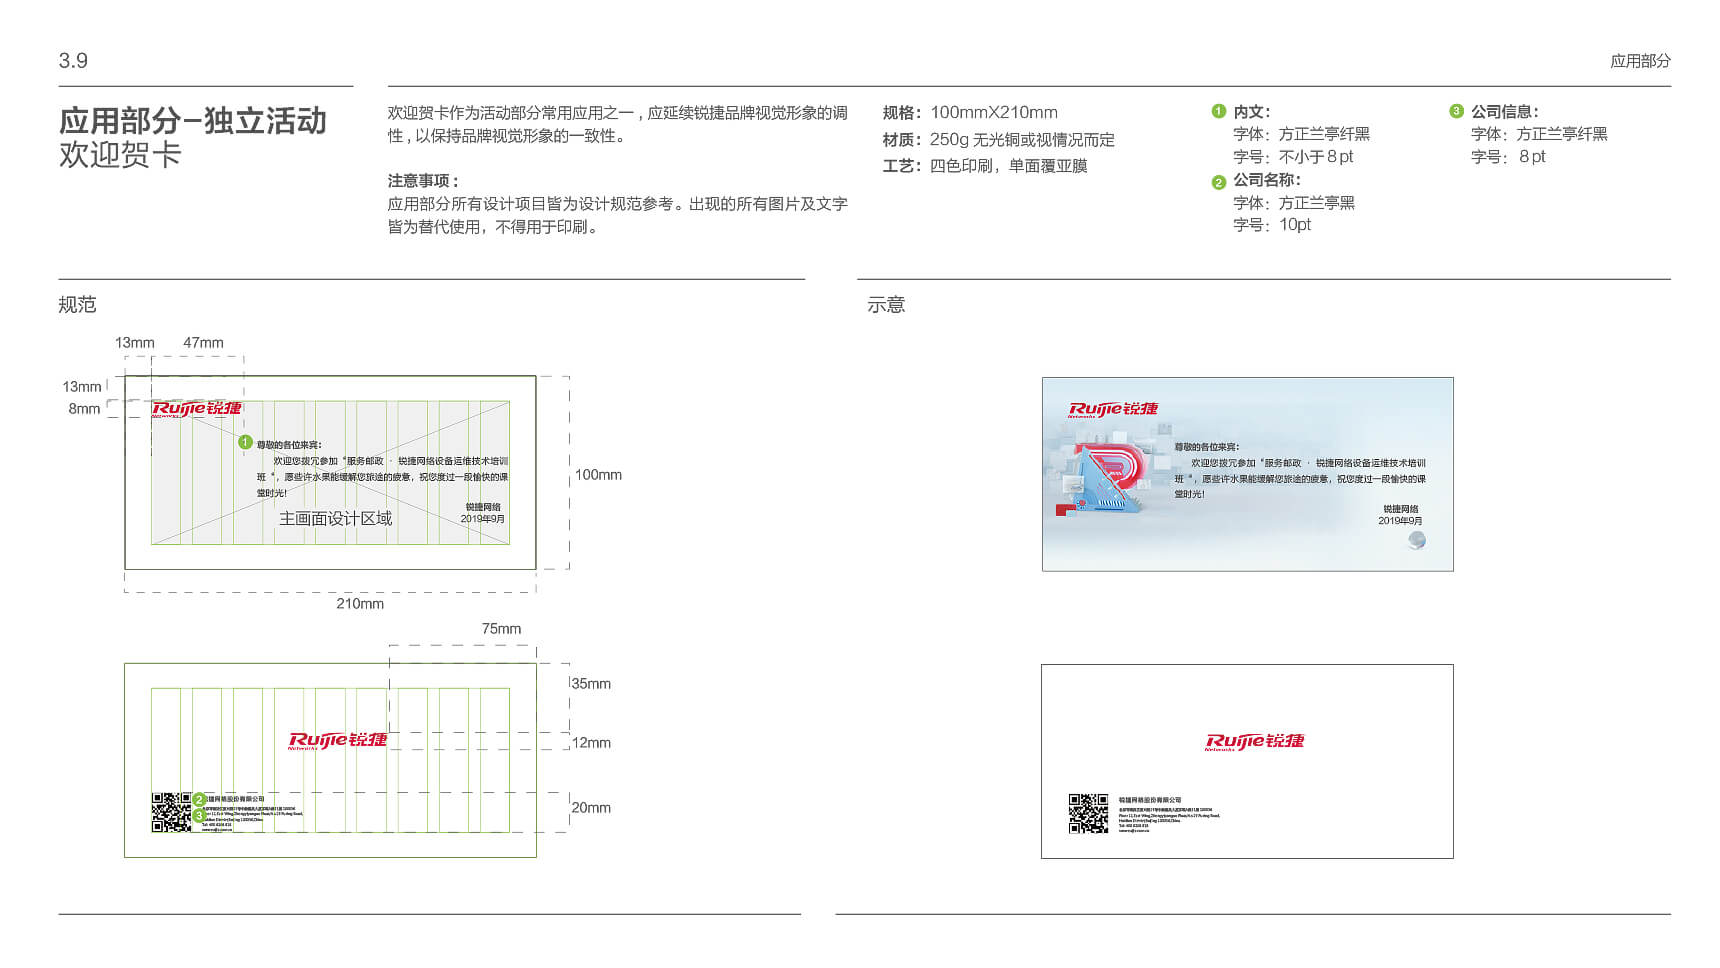 3.9
应用部分
应用部分-独立活动
欢迎贺卡
欢迎贺卡作为活动部分常用应用之一，应延续锐捷品牌视觉形象的调
性，以保持品牌视觉形象的一致性。
注意事项：
应用部分所有设计项目皆为设计规范参考。出现的所有图片及文字
皆为替代使用，不得用于印刷。
规格：100mmX210mm
材质：250g 无光铜或视情况而定
工艺：四色印刷，单面覆亚膜
1 内文：
字体：方正兰亭纤黑
字号：不小于8pt
2 公司名称：
字体：方正兰亭黑
字号：10pt
3 公司信息：
字体：方正兰亭纤黑
字号：8pt
规范
示意
13mm 47mm
13mm
8mm
Ruijie锐捷
Networks
1 尊敬的各位来宾：
欢迎您拨冗参加“服务邮政 · 锐捷网络设备运维技术培训
班“，愿些许水果能缓解您旅途的疲意，祝您度过一段愉快的课
堂时光！
锐捷网络
2019年9月
主画面设计区域
100mm
210mm
Ruijie锐捷
Networks
尊敬的各位来宾：
欢迎您拨冗参加“服务邮政 · 锐捷网络设备运维技术培训
班“，愿些许水果能缓解您旅途的疲意，祝您度过一段愉快的课
堂时光！
锐捷网络
2019年9月
75mm
35mm
12mm
20mm
Ruijie锐捷
Networks
2
捷网络股份有限公司
3
Ruijie锐捷
Networks
锐捷网络股份有限公司